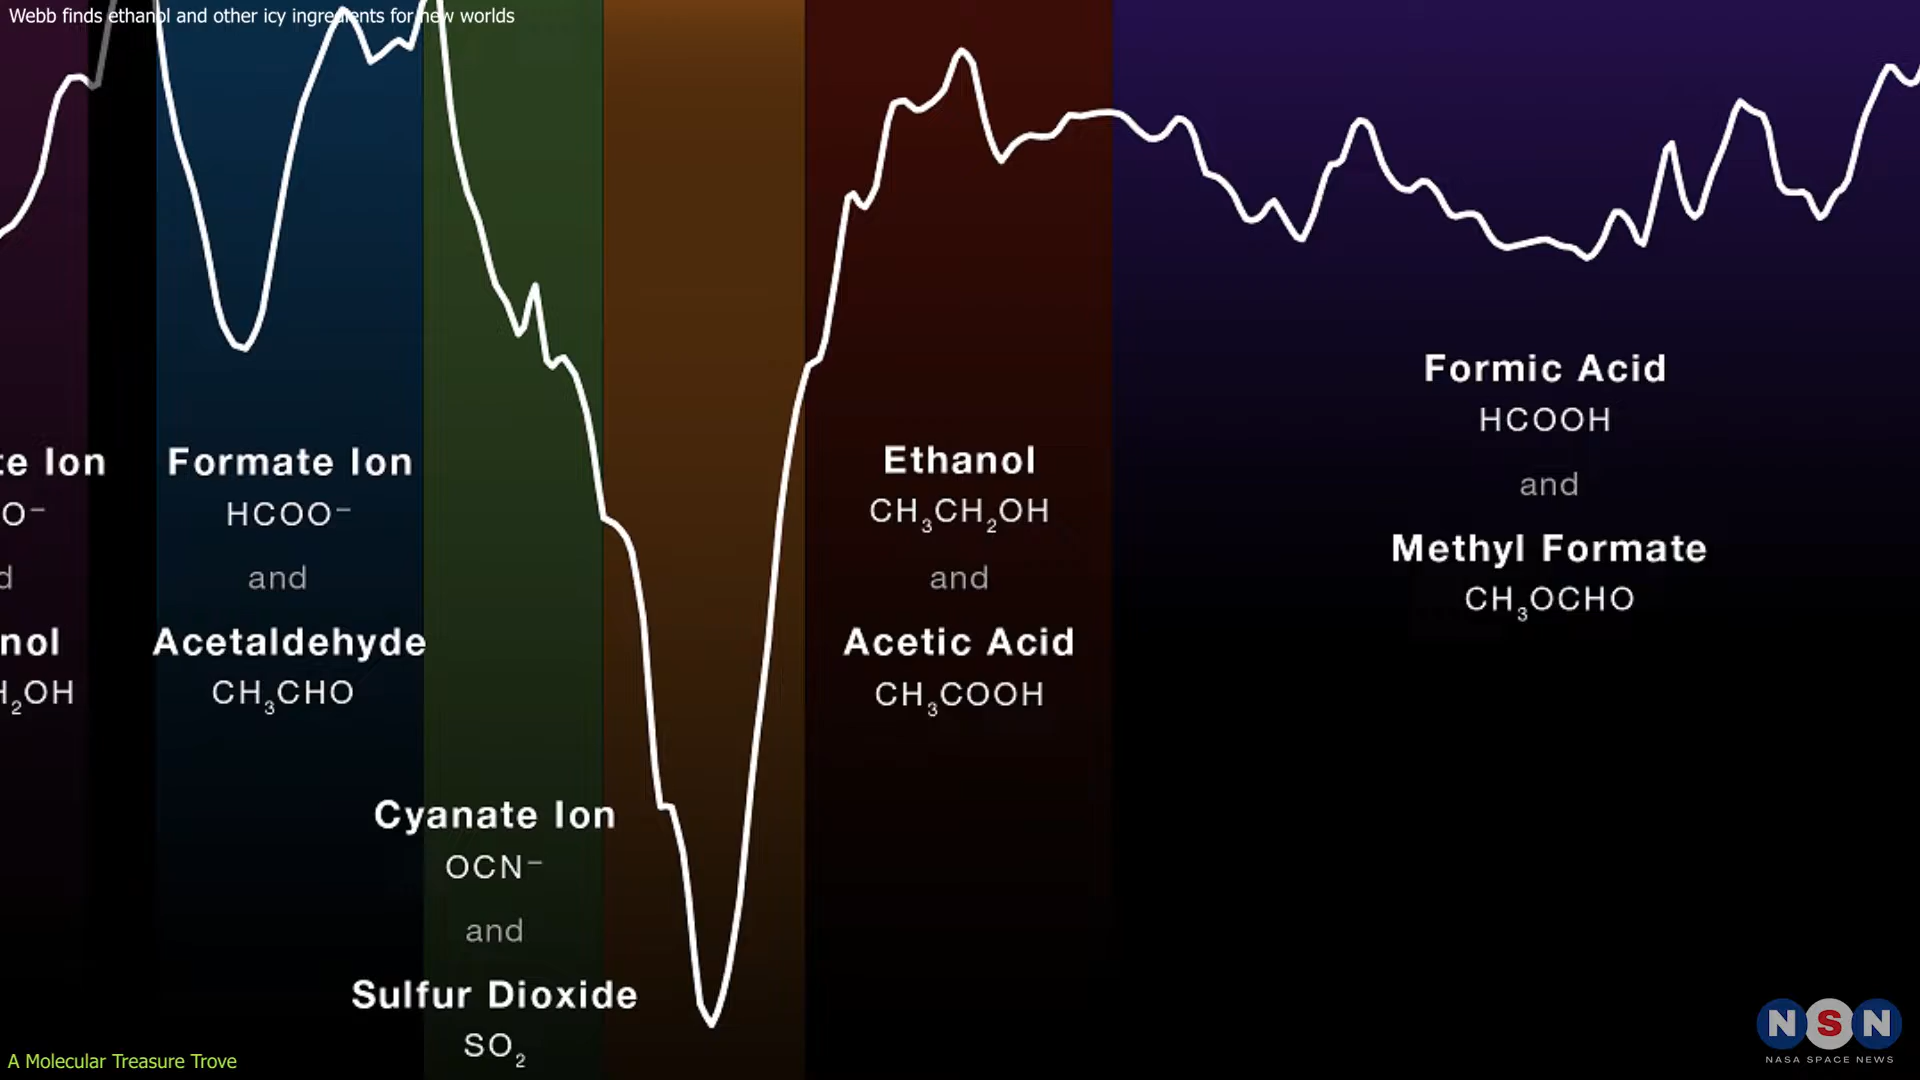 Webb finds ethanol and other icy ingredients for new worlds
te Ion
O⁻
d
nol
H₂OH
Formate Ion
HCOO⁻
and
Acetaldehyde
CH₃CHO
Cyanate Ion
OCN⁻
and
Sulfur Dioxide
SO₂
Ethanol
CH₃CH₂OH
and
Acetic Acid
CH₃COOH
Formic Acid
HCOOH
and
Methyl Formate
CH₃OCHO
A Molecular Treasure Trove
NSN
NASA SPACE NEWS